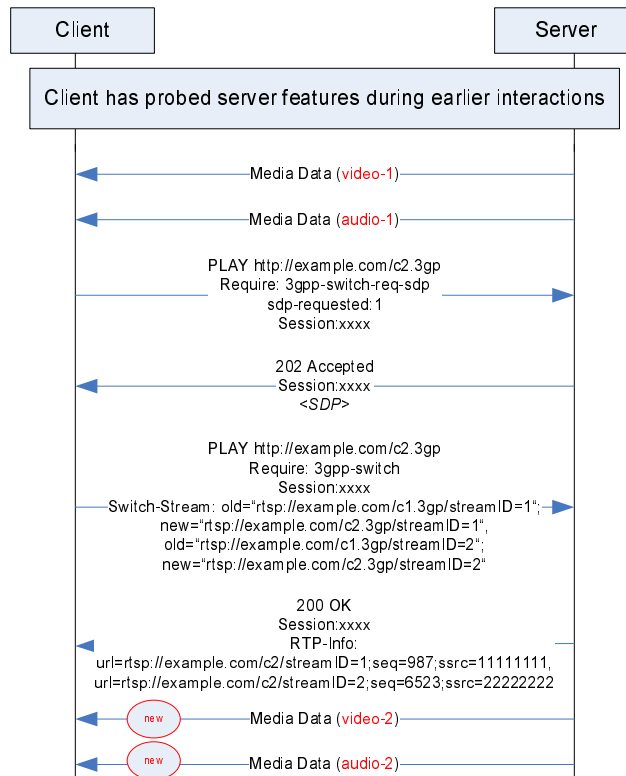 Client
Server
Client has probed server features during earlier interactions
Media Data (video-1)
Media Data (audio-1)
PLAY http://example.com/c2.3gp
Require: 3gpp-switch-req-sdp
sdp-requested:1
Session:xxxx
202 Accepted
Session:xxxx
<SDP>
PLAY http://example.com/c2.3gp
Require: 3gpp-switch
Session:xxxx
Switch-Stream: old=“rtsp://example.com/c1.3gp/streamID=1“;
new=“rtsp://example.com/c2.3gp/streamID=1“,
old=“rtsp://example.com/c1.3gp/streamID=2“;
new=“rtsp://example.com/c2.3gp/streamID=2“
200 OK
Session:xxxx
RTP-Info:
url=rtsp://example.com/c2/streamID=1;seq=987;ssrc=11111111,
url=rtsp://example.com/c2/streamID=2;seq=6523;ssrc=22222222
new
Media Data (video-2)
new
Media Data (audio-2)